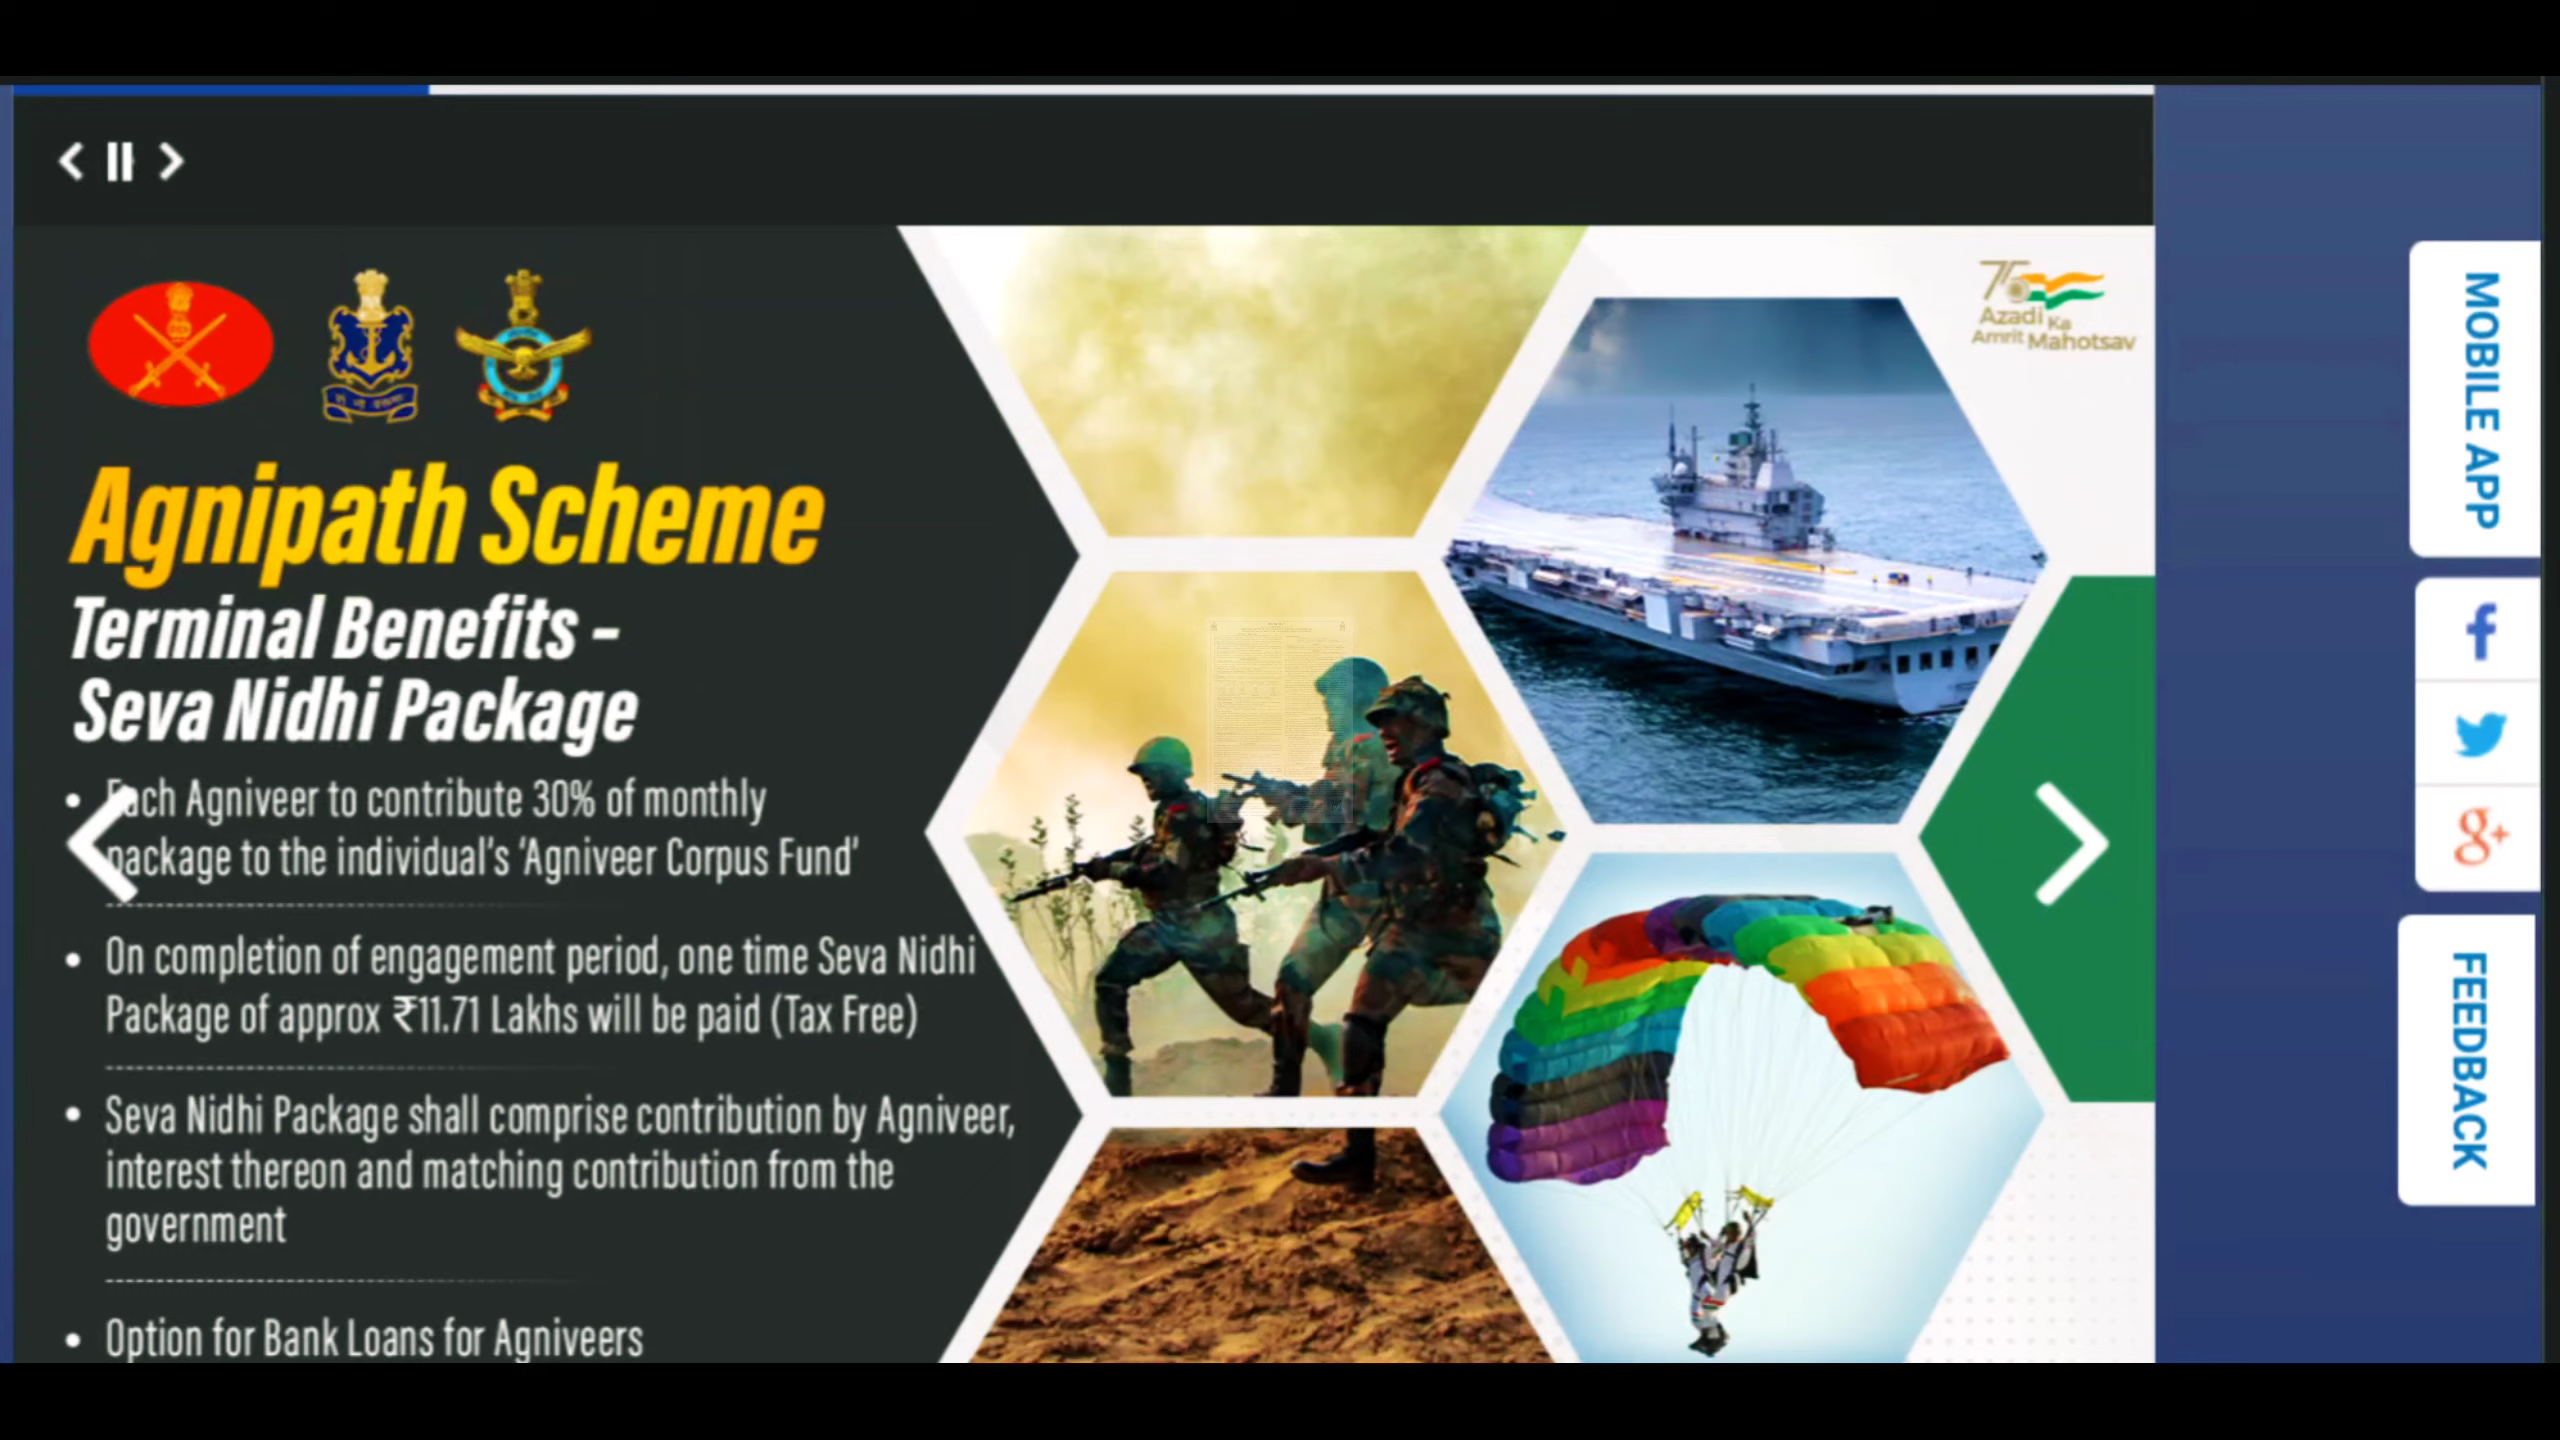 75
Azadi Ka
Amrit Mahotsav
Agnipath Scheme
Terminal Benefits –
Seva Nidhi Package
• Each Agniveer to contribute 30% of monthly
package to the individual's 'Agniveer Corpus Fund'
• On completion of engagement period, one time Seva Nidhi
Package of approx ₹11.71 Lakhs will be paid (Tax Free)
• Seva Nidhi Package shall comprise contribution by Agniveer,
interest thereon and matching contribution from the
government
• Option for Bank Loans for Agniveers
MOBILE APP
f
g+
FEEDBACK